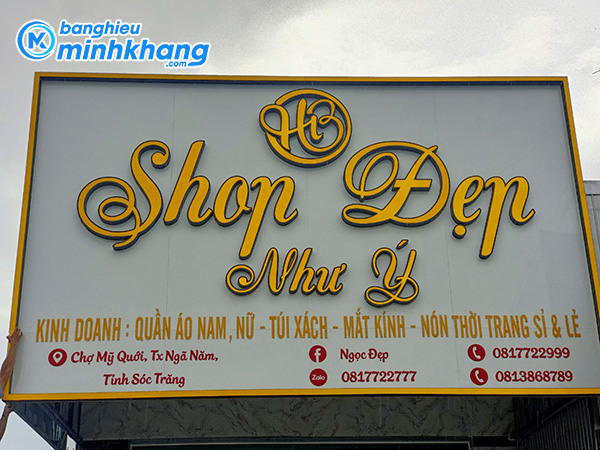 banghieu
minhkhang
.com
HB
Shop Đẹp
Như Ý
KINH DOANH : QUẦN ÁO NAM, NỮ - TÚI XÁCH - MẮT KÍNH - NÓN THỜI TRANG SỈ & LẺ
Chợ Mỹ Quới, Tx Ngã Năm,
Tỉnh Sóc Trăng
Ngọc Đẹp
Zalo 0817722777
0817722999
0813868789